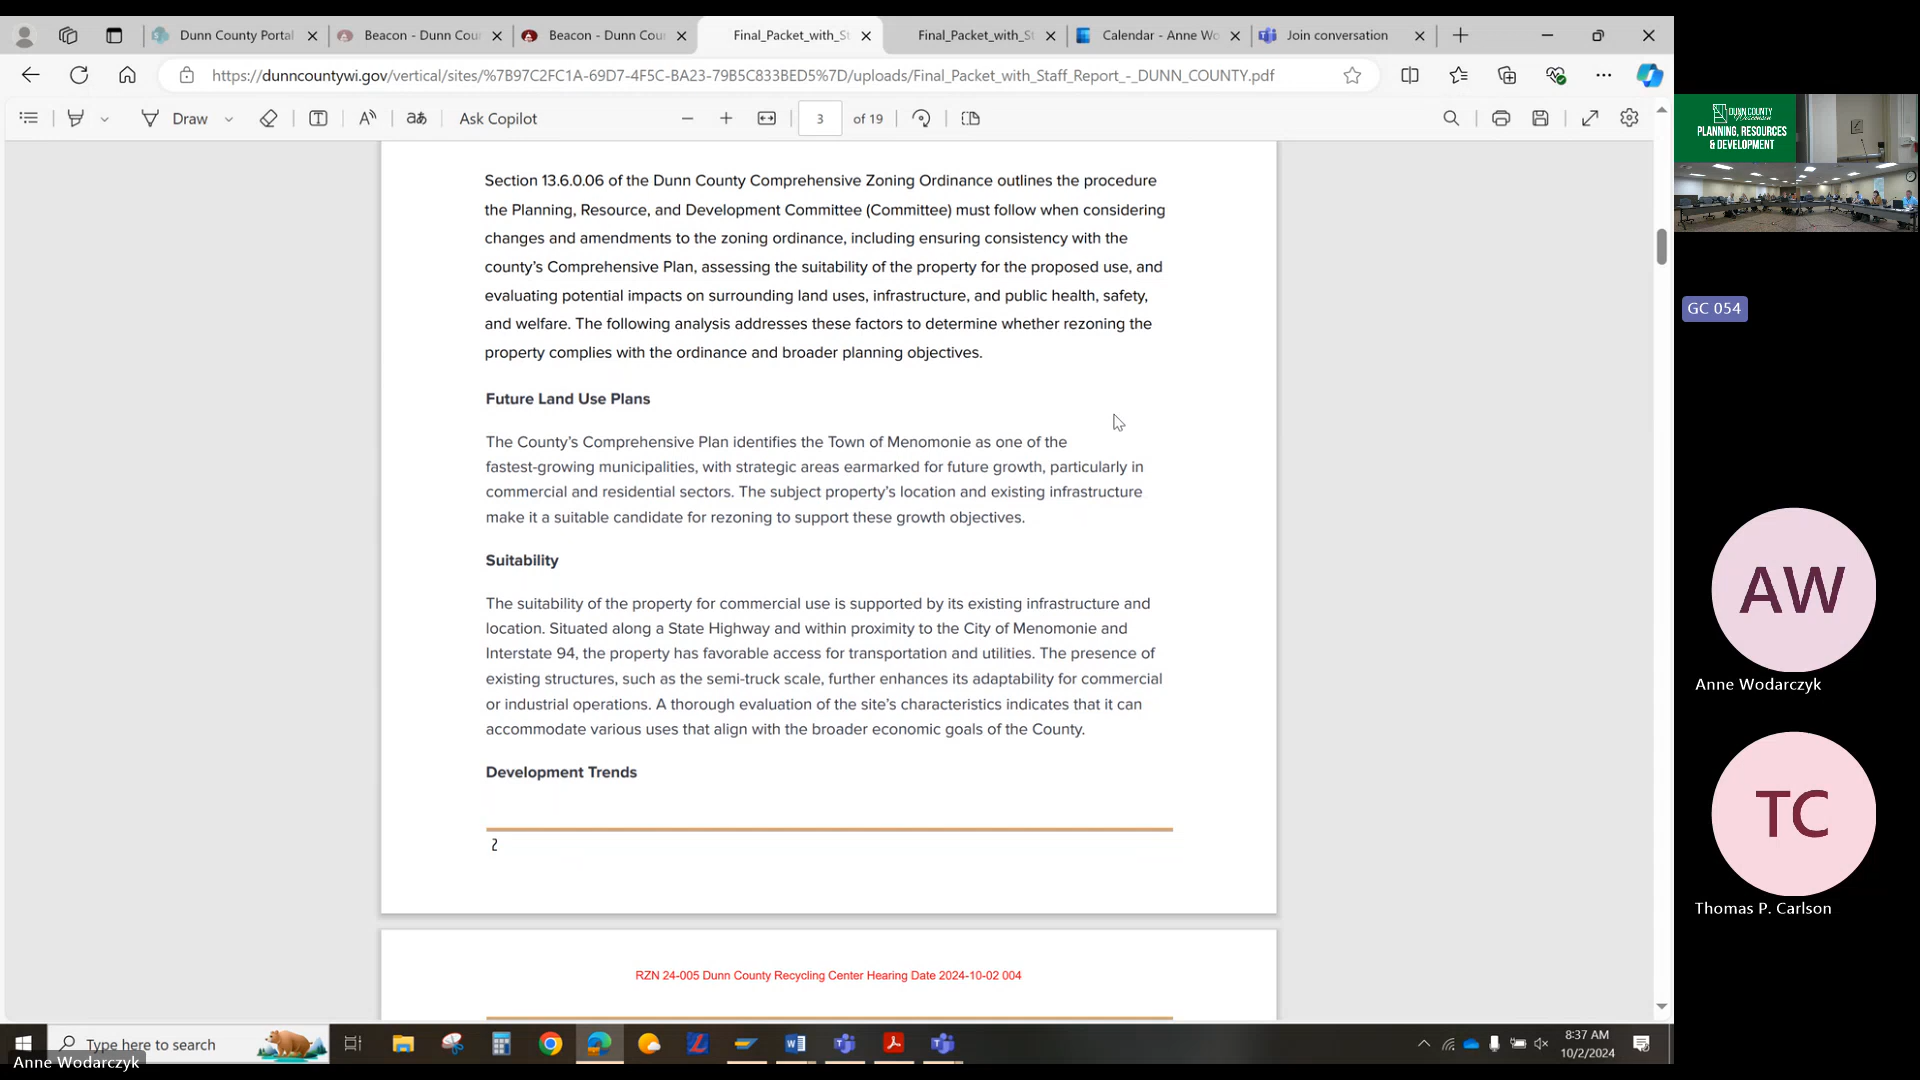 Dunn County Portal
Beacon - Dunn Cou
Beacon - Dunn Cou
Final_Packet_with_St
Final_Packet_with_St
Calendar - Anne Wo
Join conversation
https://dunncountywi.gov/vertical/sites/%7B97C2FC1A-69D7-4F5C-BA23-79B5C833BED5%7D/uploads/Final_Packet_with_Staff_Report_-_DUNN_COUNTY.pdf
Draw
Ask Copilot
3 of 19
Section 13.6.0.06 of the Dunn County Comprehensive Zoning Ordinance outlines the procedure
the Planning, Resource, and Development Committee (Committee) must follow when considering
changes and amendments to the zoning ordinance, including ensuring consistency with the
county's Comprehensive Plan, assessing the suitability of the property for the proposed use, and
evaluating potential impacts on surrounding land uses, infrastructure, and public health, safety,
and welfare. The following analysis addresses these factors to determine whether rezoning the
property complies with the ordinance and broader planning objectives.
Future Land Use Plans
The County's Comprehensive Plan identifies the Town of Menomonie as one of the
fastest-growing municipalities, with strategic areas earmarked for future growth, particularly in
commercial and residential sectors. The subject property's location and existing infrastructure
make it a suitable candidate for rezoning to support these growth objectives.
Suitability
The suitability of the property for commercial use is supported by its existing infrastructure and
location. Situated along a State Highway and within proximity to the City of Menomonie and
Interstate 94, the property has favorable access for transportation and utilities. The presence of
existing structures, such as the semi-truck scale, further enhances its adaptability for commercial
or industrial operations. A thorough evaluation of the site's characteristics indicates that it can
accommodate various uses that align with the broader economic goals of the County.
Development Trends
2
RZN 24-005 Dunn County Recycling Center Hearing Date 2024-10-02 004
Type here to search
8:37 AM
10/2/2024
Anne Wodarczyk
DUNN COUNTY
Wisconsin
PLANNING, RESOURCES
& DEVELOPMENT
GC 054
AW
Anne Wodarczyk
TC
Thomas P. Carlson